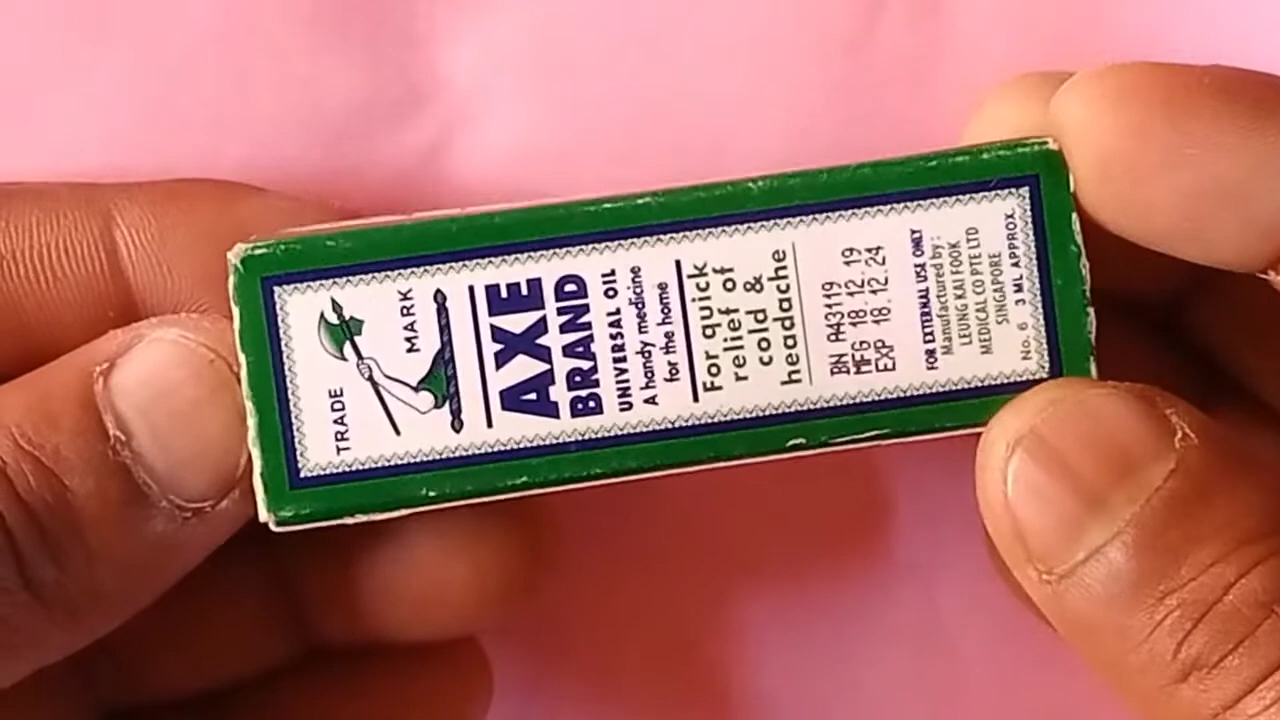 TRADE MARK
AXE
BRAND
UNIVERSAL OIL
A handy medicine
for the home
For quick
relief of
cold &
headache
BN A43119
MFG 18.12.19
EXP 18.12.24
FOR EXTERNAL USE ONLY
Manufactured by:
LEUNG KAI FOOK
MEDICAL CO PTE LTD
SINGAPORE
No. 6 3 ML APPROX.